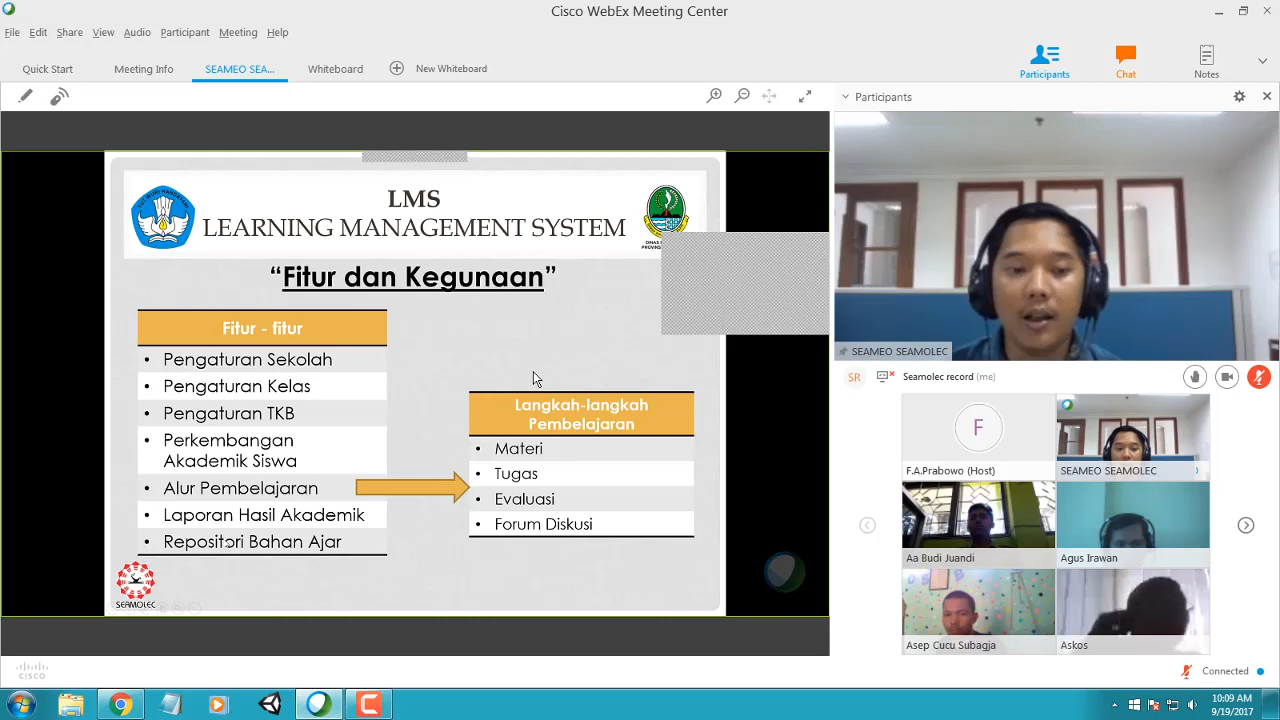 Cisco WebEx Meeting Center
File Edit Share View Audio Participant Meeting Help
Quick Start
Meeting Info
SEAMEO SEA...
Whiteboard
New Whiteboard
Participants
Chat
Notes
Participants
LMS
LEARNING MANAGEMENT SYSTEM
TUT WURI HANDAYANI
“Fitur dan Kegunaan”
Fitur - fitur
• Pengaturan Sekolah
• Pengaturan Kelas
• Pengaturan TKB
• Perkembangan
Akademik Siswa
• Alur Pembelajaran
• Laporan Hasil Akademik
• Repositori Bahan Ajar
Langkah-langkah
Pembelajaran
• Materi
• Tugas
• Evaluasi
• Forum Diskusi
SEAMOLEC
SEAMEO SEAMOLEC
SR
Seamolec record (me)
F
F.A.Prabowo (Host)
SEAMEO SEAMOLEC
Aa Budi Juandi
Agus Irawan
Asep Cucu Subagja
Askos
CISCO
Connected
10:09 AM
9/19/2017